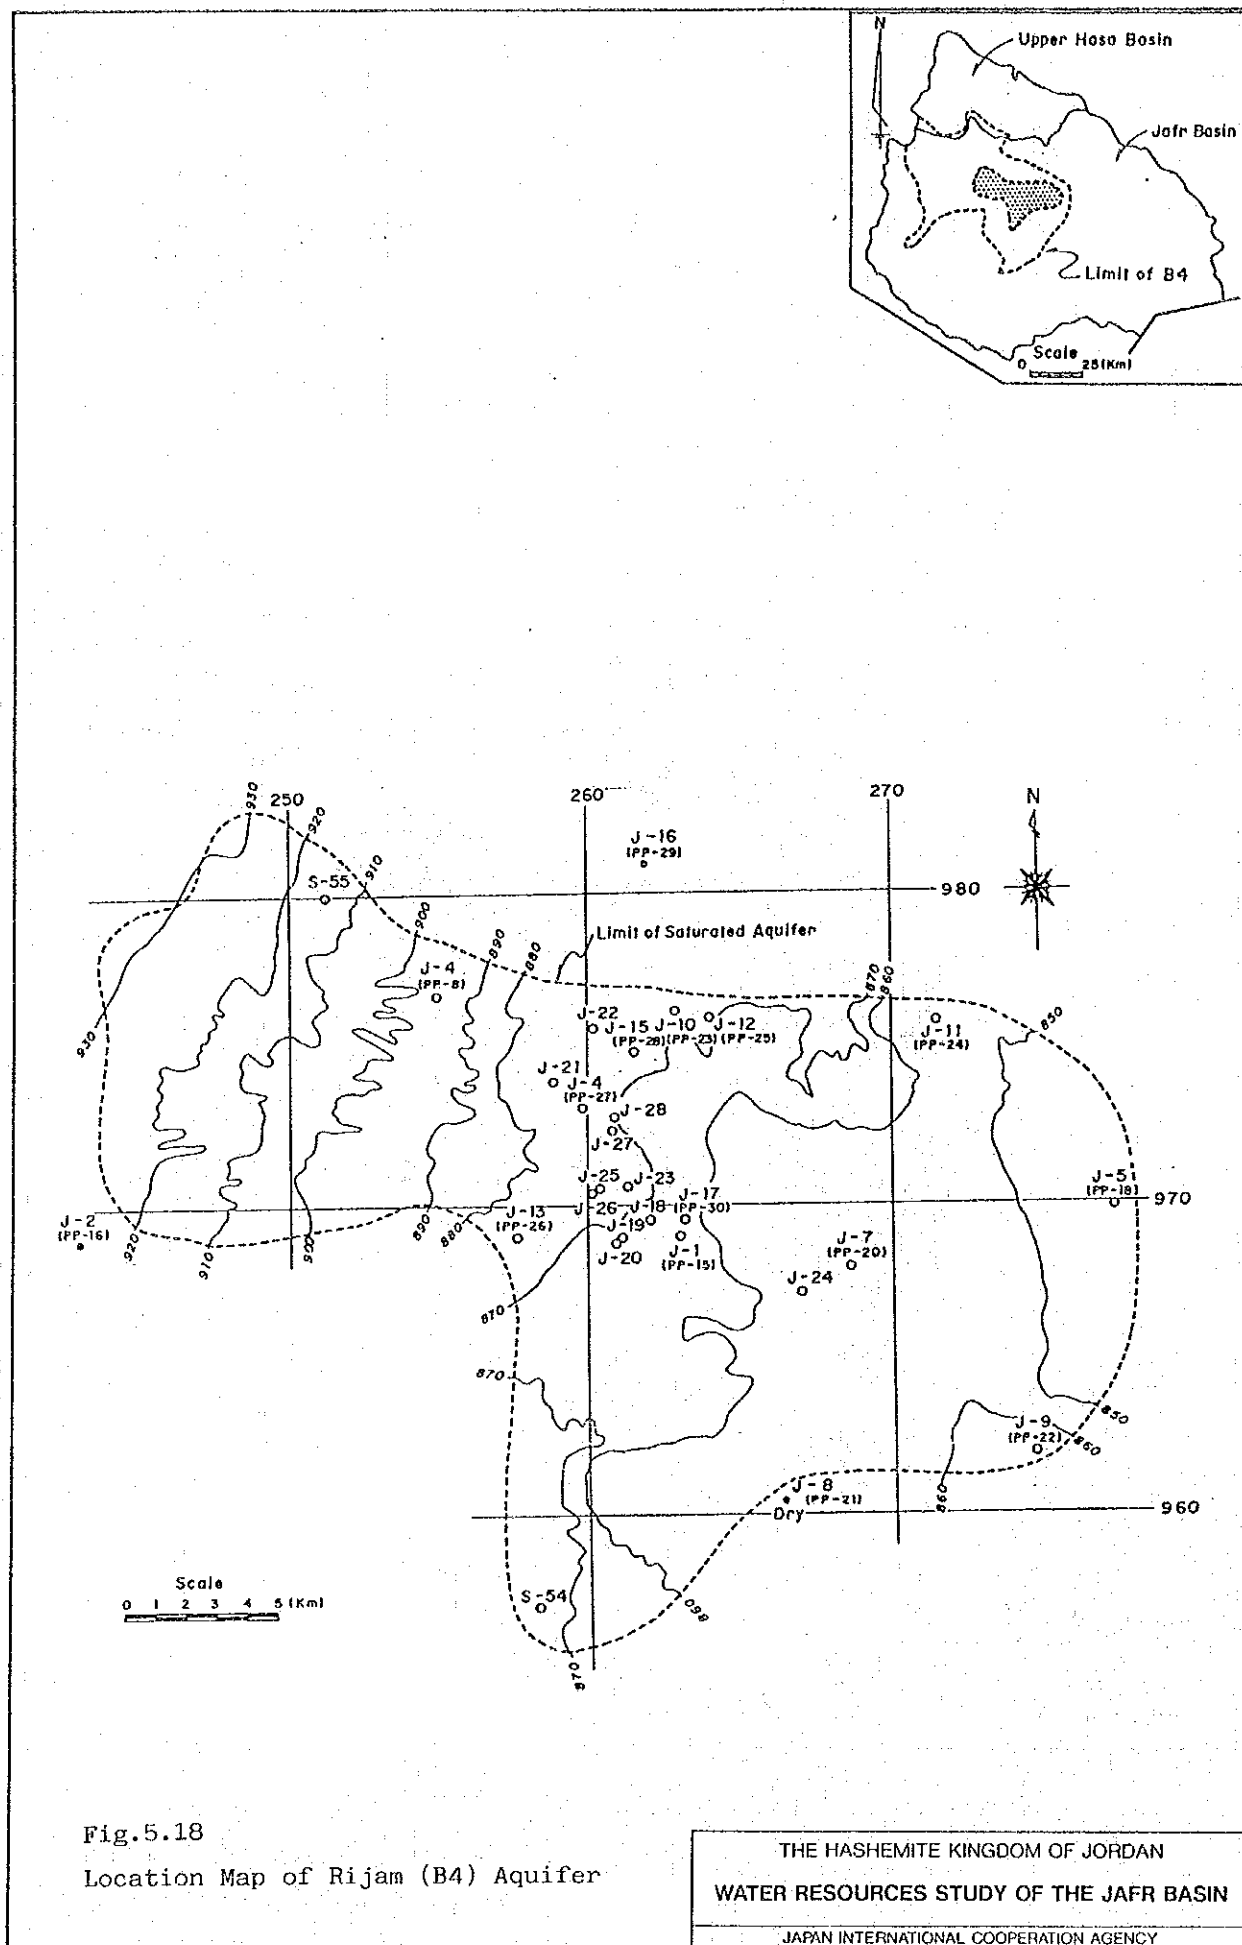 N
Upper Hasa Basin
Jafr Basin
Limit of B4
Scale
0 25 (Km)
930
250
920
910
260
270
N
J-16
(PP-29)
S-55
980
900
890
880
Limit of Saturated Aquifer
J-4
(PP-8)
870
860
J-22
J-15
(PP-28)
J-10
(PP-23)
J-12
(PP-25)
J-11
(PP-24)
850
930
J-21
J-4
(PP-27)
J-28
J-27
J-25
J-23
J-26
J-18
J-17
(PP-30)
J-5
(PP-18)
970
J-2
(PP-16)
920
910
900
890
880
J-13
(PP-26)
J-19
J-20
J-1
(PP-15)
J-7
(PP-20)
J-24
870
870
850
J-9
(PP-22)
860
860
J-8
(PP-21)
Dry
960
Scale
0 1 2 3 4 5 (Km)
S-54
860
870
Fig.5.18
Location Map of Rijam (B4) Aquifer
THE HASHEMITE KINGDOM OF JORDAN
WATER RESOURCES STUDY OF THE JAFR BASIN
JAPAN INTERNATIONAL COOPERATION AGENCY